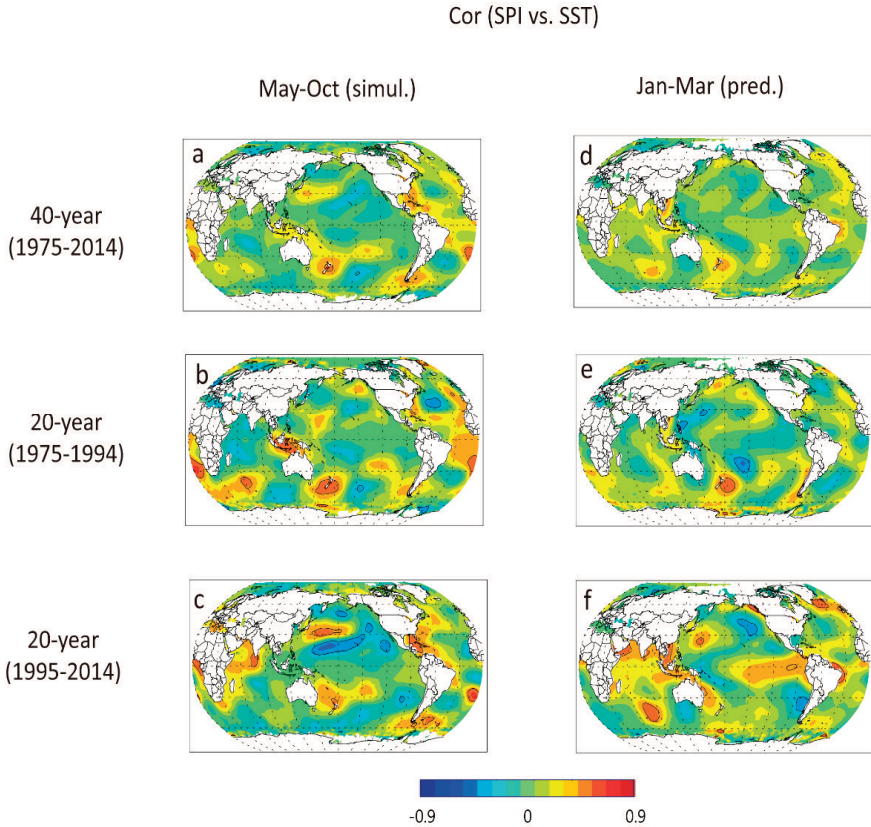 Cor (SPI vs. SST)
May-Oct (simul.)
Jan-Mar (pred.)
40-year
(1975-2014)
a
d
20-year
(1975-1994)
b
e
20-year
(1995-2014)
c
f
-0.9
0
0.9